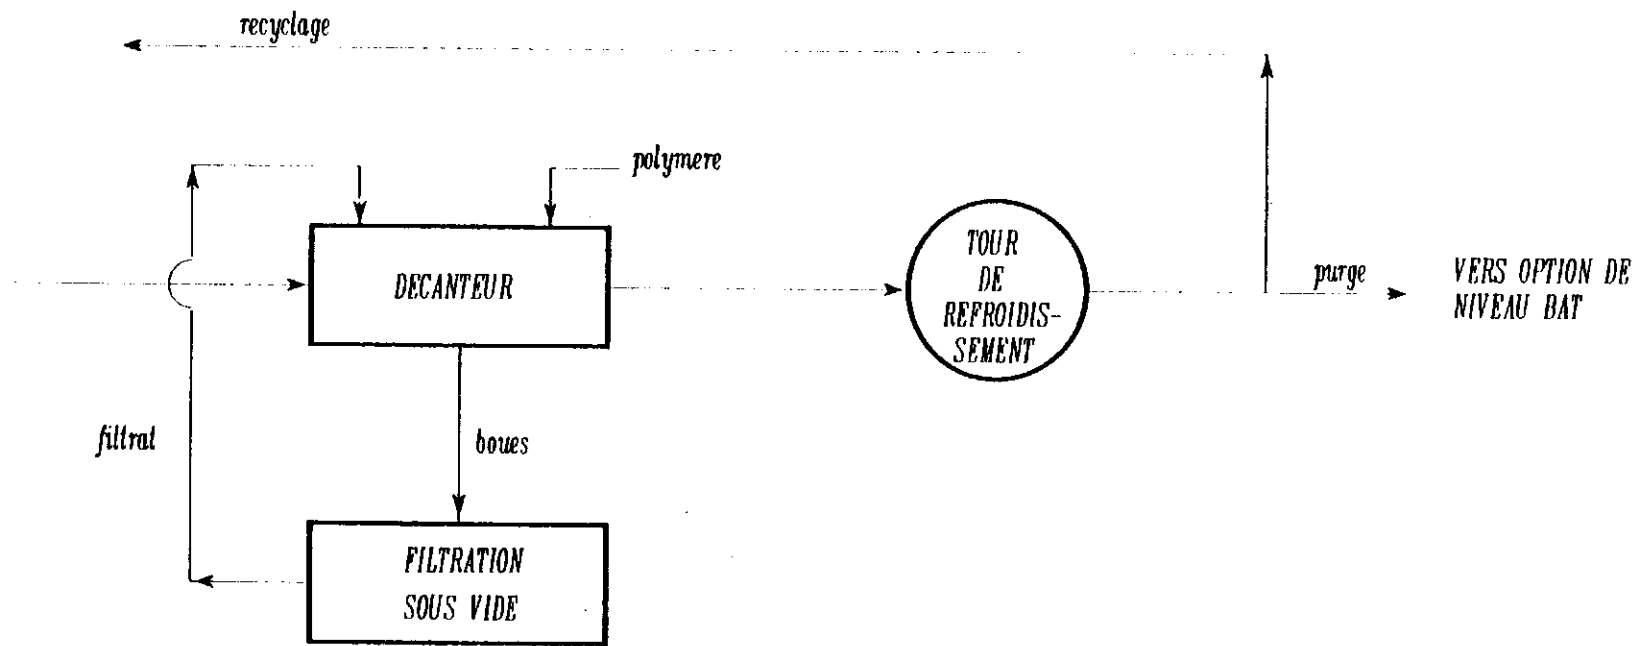 recyclage
polymere
DECANTEUR
TOUR
DE
REFROIDIS-
SEMENT
purge
VERS OPTION DE
NIVEAU BAT
filtrat
boues
FILTRATION
SOUS VIDE